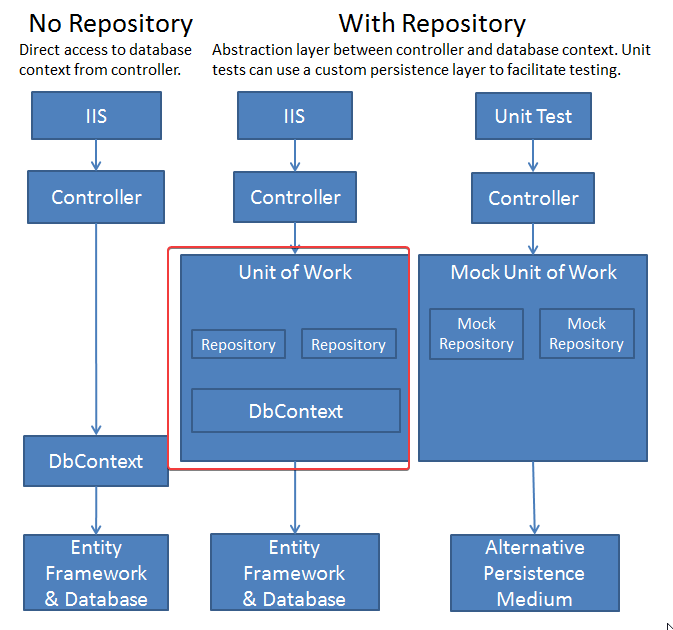 No Repository
Direct access to database
context from controller.
With Repository
Abstraction layer between controller and database context. Unit
tests can use a custom persistence layer to facilitate testing.
IIS
Controller
DbContext
Entity
Framework
& Database
IIS
Controller
Unit of Work
Repository
Repository
DbContext
Entity
Framework
& Database
Unit Test
Controller
Mock Unit of Work
Mock
Repository
Mock
Repository
Alternative
Persistence
Medium